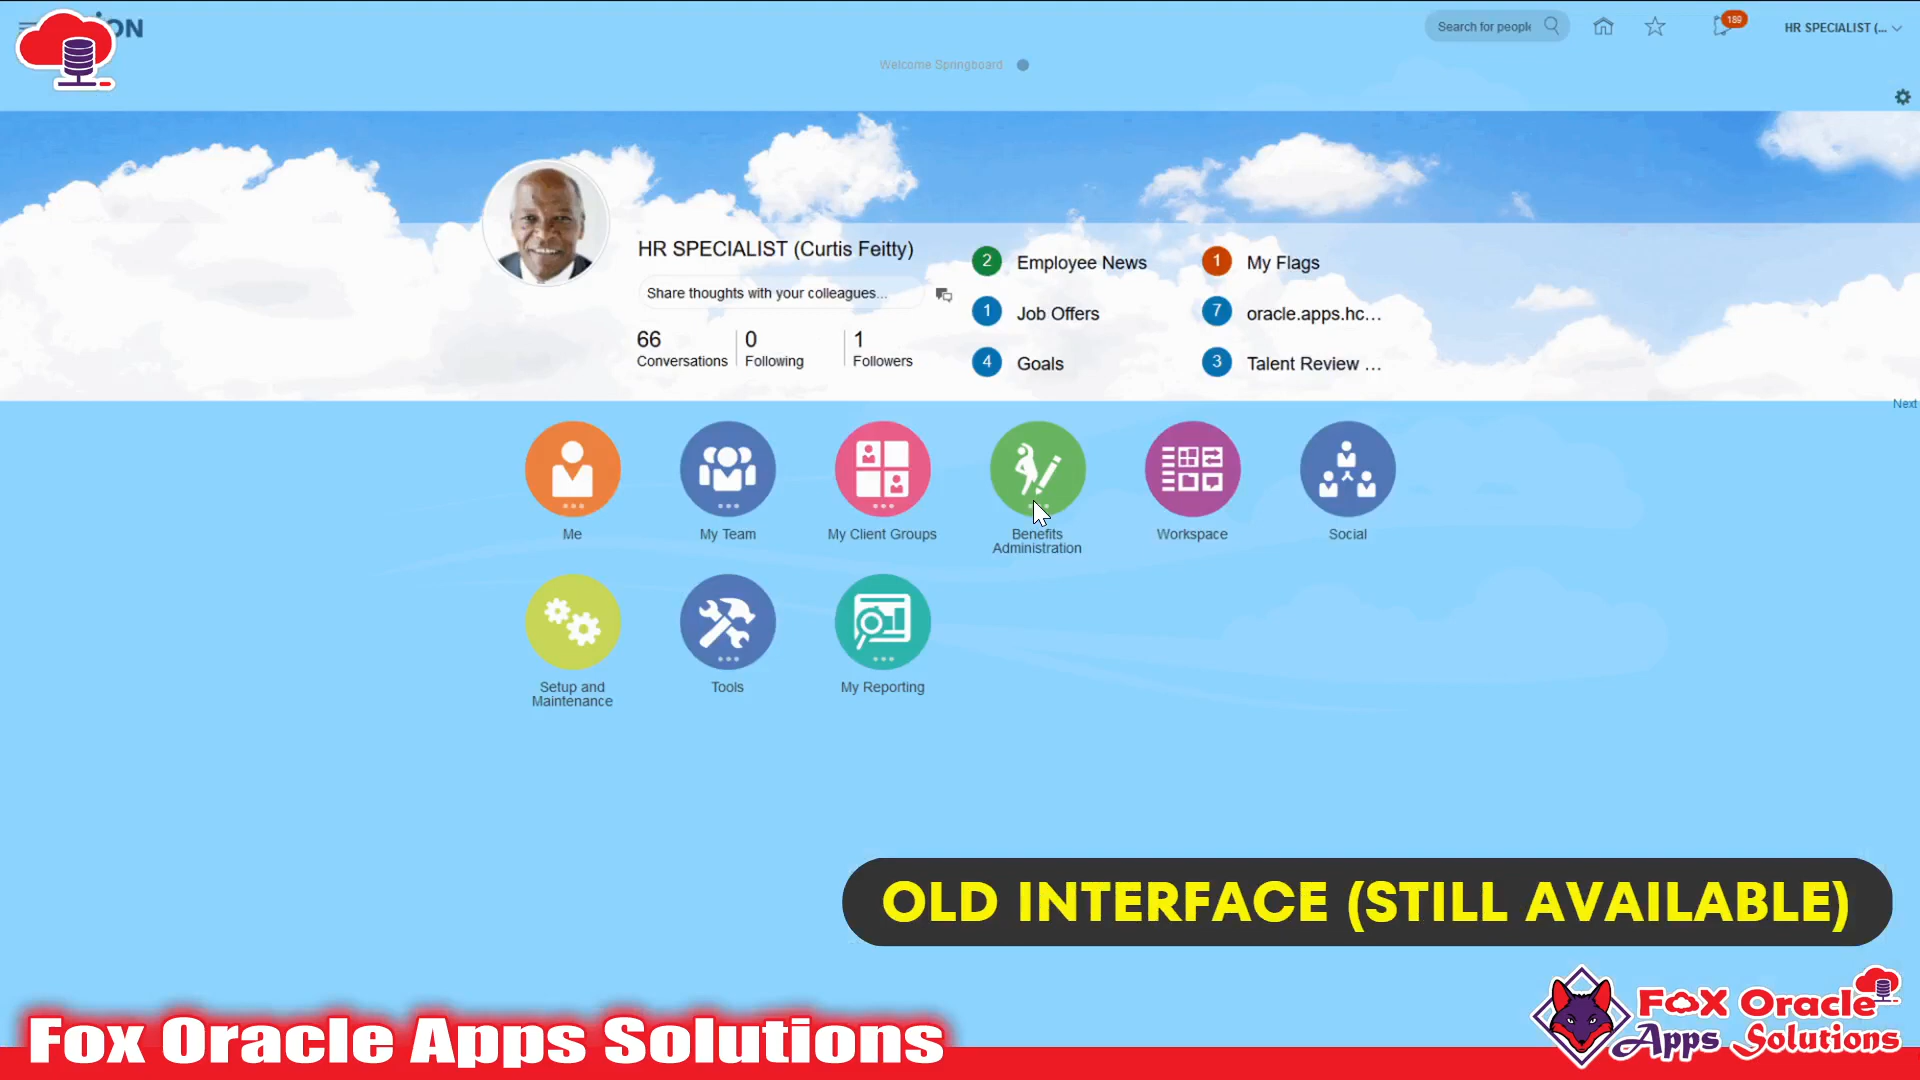 ION
Search for people
189
HR SPECIALIST (...
Welcome Springboard
HR SPECIALIST (Curtis Feitty)
Share thoughts with your colleagues...
66
Conversations
0
Following
1
Followers
2 Employee News
1 My Flags
1 Job Offers
7 oracle.apps.hc...
4 Goals
3 Talent Review ...
Next
Me
My Team
My Client Groups
Benefits
Administration
Workspace
Social
Setup and
Maintenance
Tools
My Reporting
OLD INTERFACE (STILL AVAILABLE)
Fox Oracle Apps Solutions
Fox Oracle
Apps Solutions